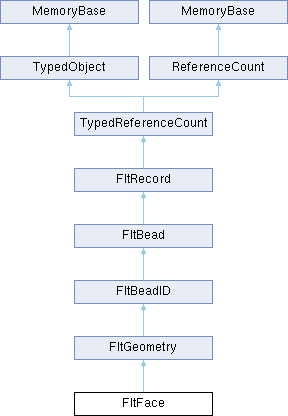 MemoryBase
MemoryBase
TypedObject
ReferenceCount
TypedReferenceCount
FltRecord
FltBead
FltBeadID
FltGeometry
FltFace